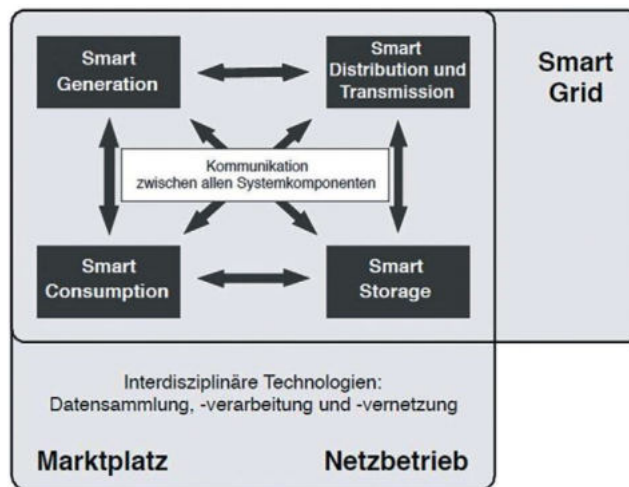 Smart
Generation
Smart
Distribution und
Transmission
Smart
Grid
Kommunikation
zwischen allen Systemkomponenten
Smart
Consumption
Smart
Storage
Interdisziplinäre Technologien:
Datensammlung, -verarbeitung und -vernetzung
Marktplatz
Netzbetrieb